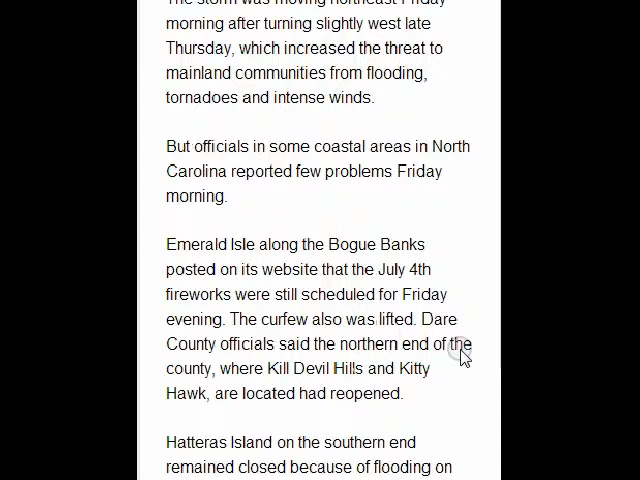 The storm was moving northeast Friday
morning after turning slightly west late
Thursday, which increased the threat to
mainland communities from flooding,
tornadoes and intense winds.
But officials in some coastal areas in North
Carolina reported few problems Friday
morning.
Emerald Isle along the Bogue Banks
posted on its website that the July 4th
fireworks were still scheduled for Friday
evening. The curfew also was lifted. Dare
County officials said the northern end of the
county, where Kill Devil Hills and Kitty
Hawk, are located had reopened.
Hatteras Island on the southern end
remained closed because of flooding on